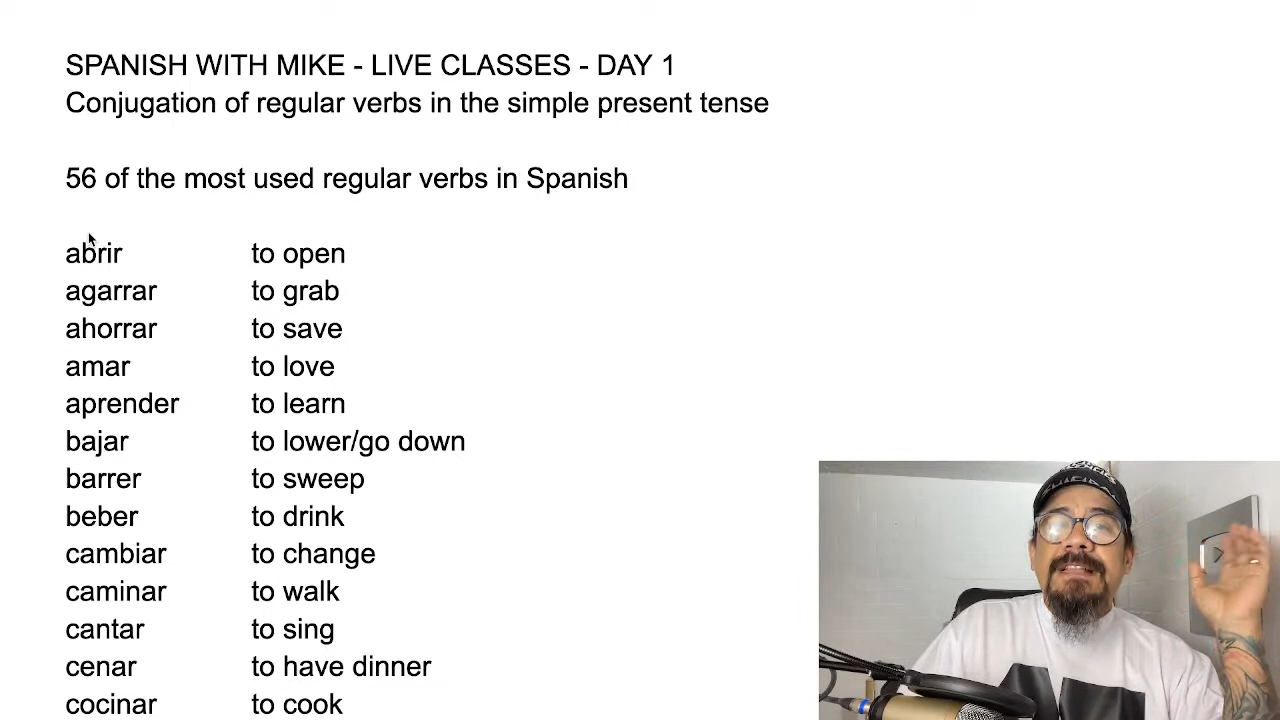 SPANISH WITH MIKE - LIVE CLASSES - DAY 1
Conjugation of regular verbs in the simple present tense
56 of the most used regular verbs in Spanish
abrir to open
agarrar to grab
ahorrar to save
amar to love
aprender to learn
bajar to lower/go down
barrer to sweep
beber to drink
cambiar to change
caminar to walk
cantar to sing
cenar to have dinner
cocinar to cook